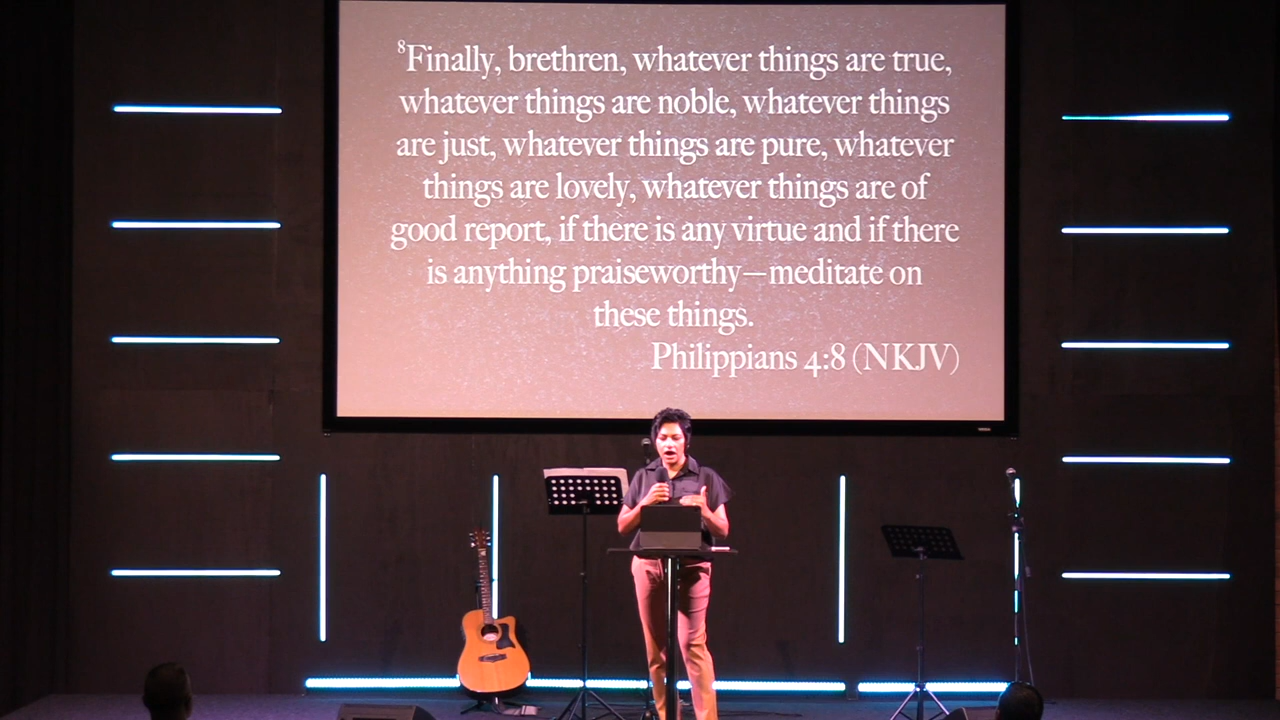 ⁸Finally, brethren, whatever things are true,
whatever things are noble, whatever things
are just, whatever things are pure, whatever
things are lovely, whatever things are of
good report, if there is any virtue and if there
is anything praiseworthy—meditate on
these things.
Philippians 4:8 (NKJV)